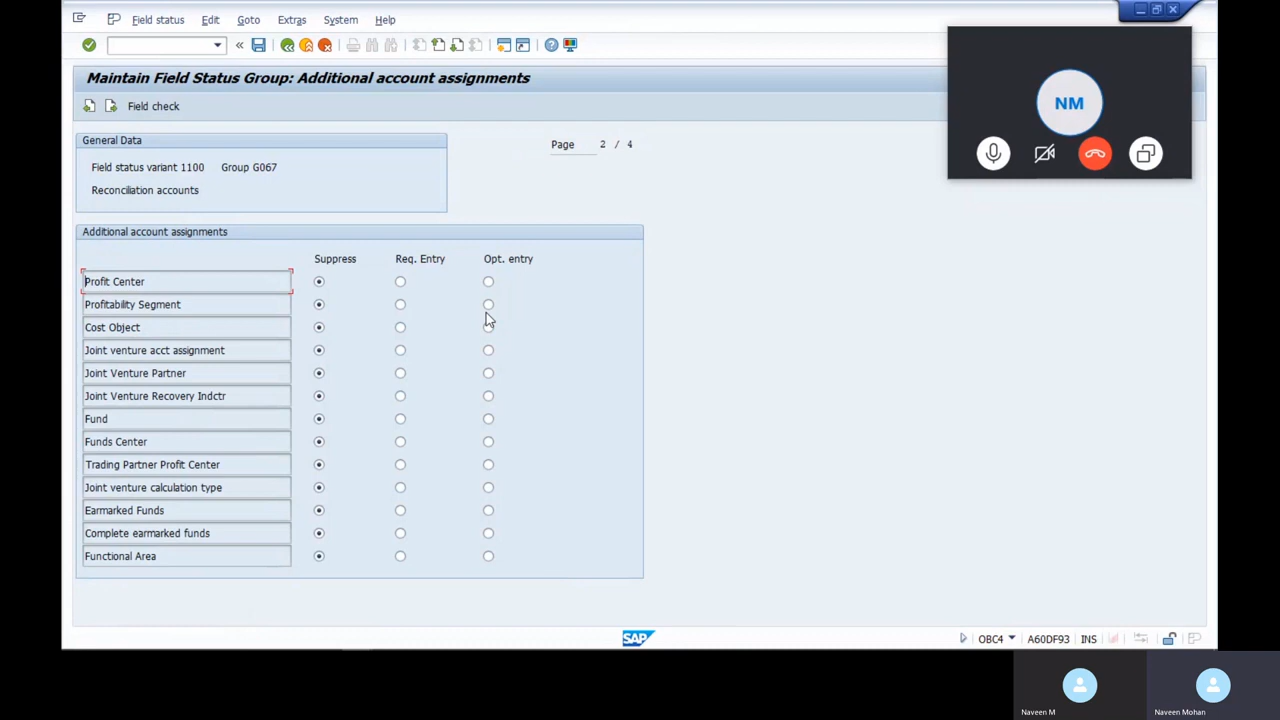 Field status Edit Goto Extras System Help
Maintain Field Status Group: Additional account assignments
Field check
General Data
Field status variant 1100 Group G067
Reconciliation accounts
Page 2 / 4
NM
Additional account assignments
Suppress Req. Entry Opt. entry
Profit Center
Profitability Segment
Cost Object
Joint venture acct assignment
Joint Venture Partner
Joint Venture Recovery Indctr
Fund
Funds Center
Trading Partner Profit Center
Joint venture calculation type
Earmarked Funds
Complete earmarked funds
Functional Area
SAP
OBC4 A60DF93 INS
Naveen M Naveen Mohan